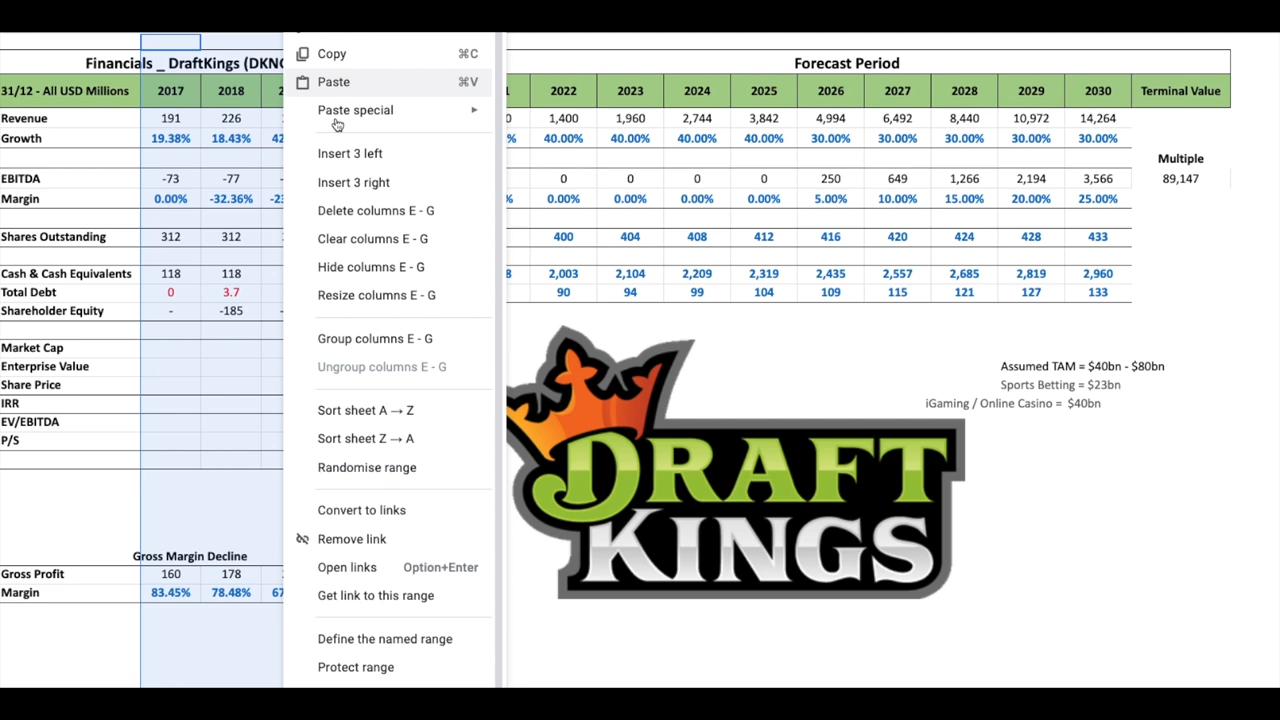 Copy ⌘C
Financials _ DraftKings (DKN
Forecast Period
Paste ⌘V
31/12 - All USD Millions 2017 2018 2022 2023 2024 2025 2026 2027 2028 2029 2030 Terminal Value
Paste special
Revenue 191 226 0 1,400 1,960 2,744 3,842 4,994 6,492 8,440 10,972 14,264
Growth 19.38% 18.43% 42 % 40.00% 40.00% 40.00% 40.00% 30.00% 30.00% 30.00% 30.00% 30.00%
Insert 3 left
Multiple
EBITDA -73 -77 - 0 0 0 0 250 649 1,266 2,194 3,566 89,147
Insert 3 right
Margin 0.00% -32.36% -23 % 0.00% 0.00% 0.00% 0.00% 5.00% 10.00% 15.00% 20.00% 25.00%
Delete columns E - G
Shares Outstanding 312 312 400 404 408 412 416 420 424 428 433
Clear columns E - G
Hide columns E - G
Cash & Cash Equivalents 118 118 8 2,003 2,104 2,209 2,319 2,435 2,557 2,685 2,819 2,960
Total Debt 0 3.7 90 94 99 104 109 115 121 127 133
Resize columns E - G
Shareholder Equity - -185 -
Group columns E - G
Market Cap
Enterprise Value
Ungroup columns E - G
Assumed TAM = $40bn - $80bn
Share Price
Sports Betting = $23bn
IRR
iGaming / Online Casino = $40bn
Sort sheet A → Z
EV/EBITDA
P/S
Sort sheet Z → A
Randomise range
DRAFT
KINGS
Convert to links
Remove link
Gross Margin Decline
Open links Option+Enter
Gross Profit 160 178
Margin 83.45% 78.48% 67
Get link to this range
Define the named range
Protect range